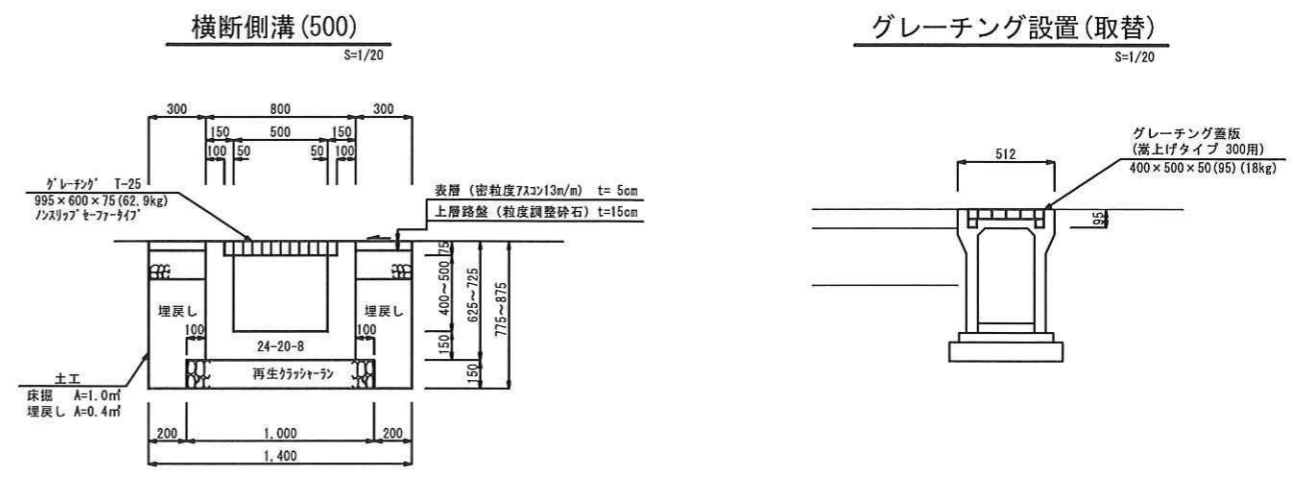 横断側溝(500)
S=1/20
300
800
300
150
500
150
100
50
50
100
ｸﾞﾚｰﾁﾝｸﾞ T-25
995×600×75(62.9kg)
ﾉﾝｽﾘｯﾌﾟｾｰﾌｧｰﾀｲﾌﾟ
表層 (密粒度ｱｽｺﾝ13m/m) t= 5cm
上層路盤 (粒度調整砕石) t=15cm
75
400～500
625～725
775～875
150
150
埋戻し
埋戻し
100
100
24-20-8
再生ｸﾗｯｼｬｰﾗﾝ
土工
床掘 A=1.0㎡
埋戻し A=0.4㎡
200
1,000
200
1,400
グレーチング設置(取替)
S=1/20
512
グレーチング蓋版
(嵩上げタイプ 300用)
400×500×50(95)(18kg)
95